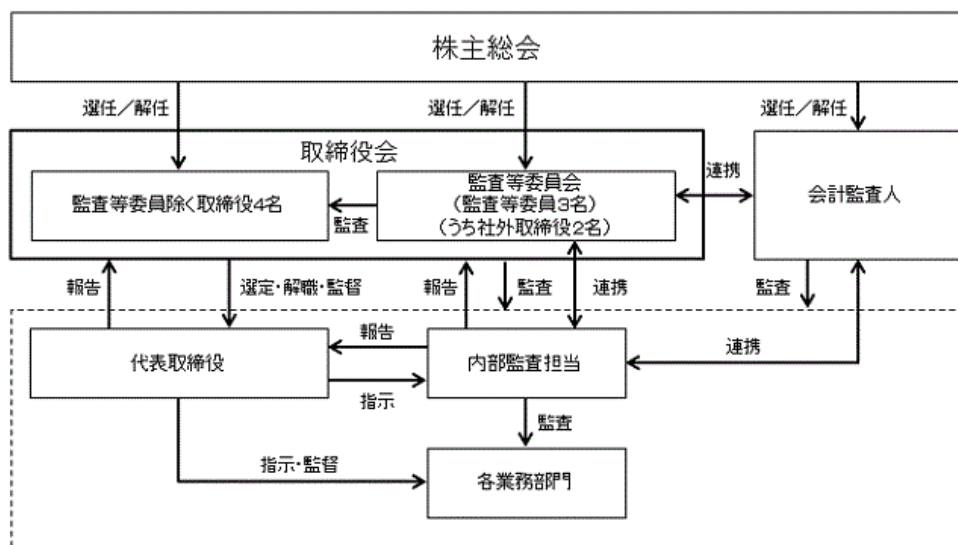 株主総会
選任／解任
選任／解任
選任／解任
取締役会
監査等委員除く取締役4名
監査
監査等委員会
(監査等委員3名)
(うち社外取締役2名)
連携
会計監査人
報告
選定・解職・監督
報告
監査
連携
監査
代表取締役
報告
指示
内部監査担当
連携
監査
指示・監督
各業務部門